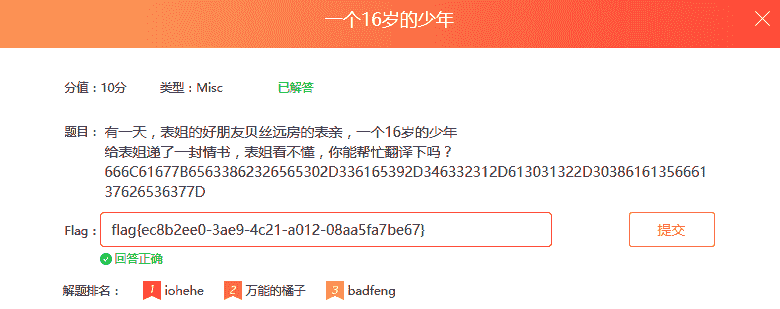 一个16岁的少年
分值：10分 类型：Misc 已解答
题目： 有一天，表姐的好朋友贝丝远房的表亲，一个16岁的少年
给表姐递了一封情书，表姐看不懂，你能帮忙翻译下吗？
666C61677B65633862326565302D336165392D346332312D613031322D30386161356661
37626536377D
Flag： flag{ec8b2ee0-3ae9-4c21-a012-08aa5fa7be67} 提交
回答正确
解题排名： 1 iohehe 2 万能的橘子 3 badfeng